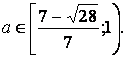 a ∈ [ (7 − √28) / 7 ; 1 ).